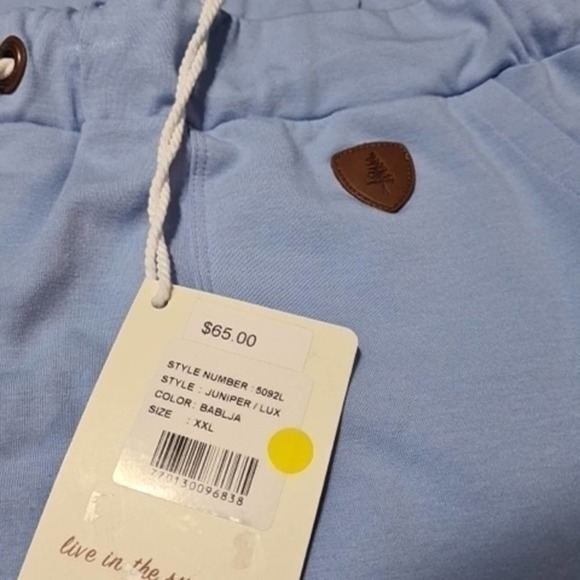 $65.00
STYLE NUMBER : 5092L
STYLE : JUNIPER / LUX
COLOR : BABLJA
SIZE : XXL
770130096838
live in the